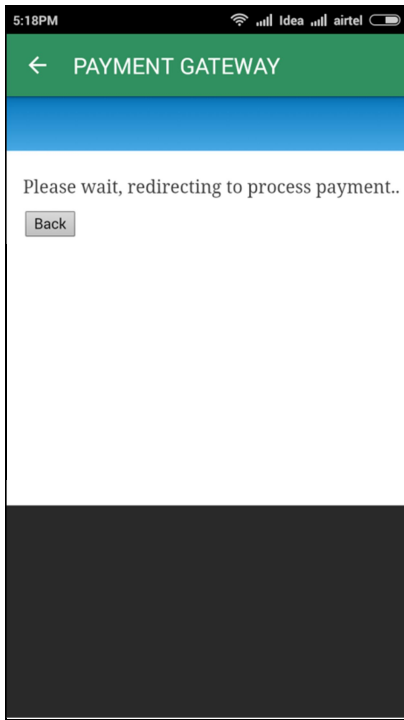 5:18PM Idea airtel
PAYMENT GATEWAY
Please wait, redirecting to process payment..
Back